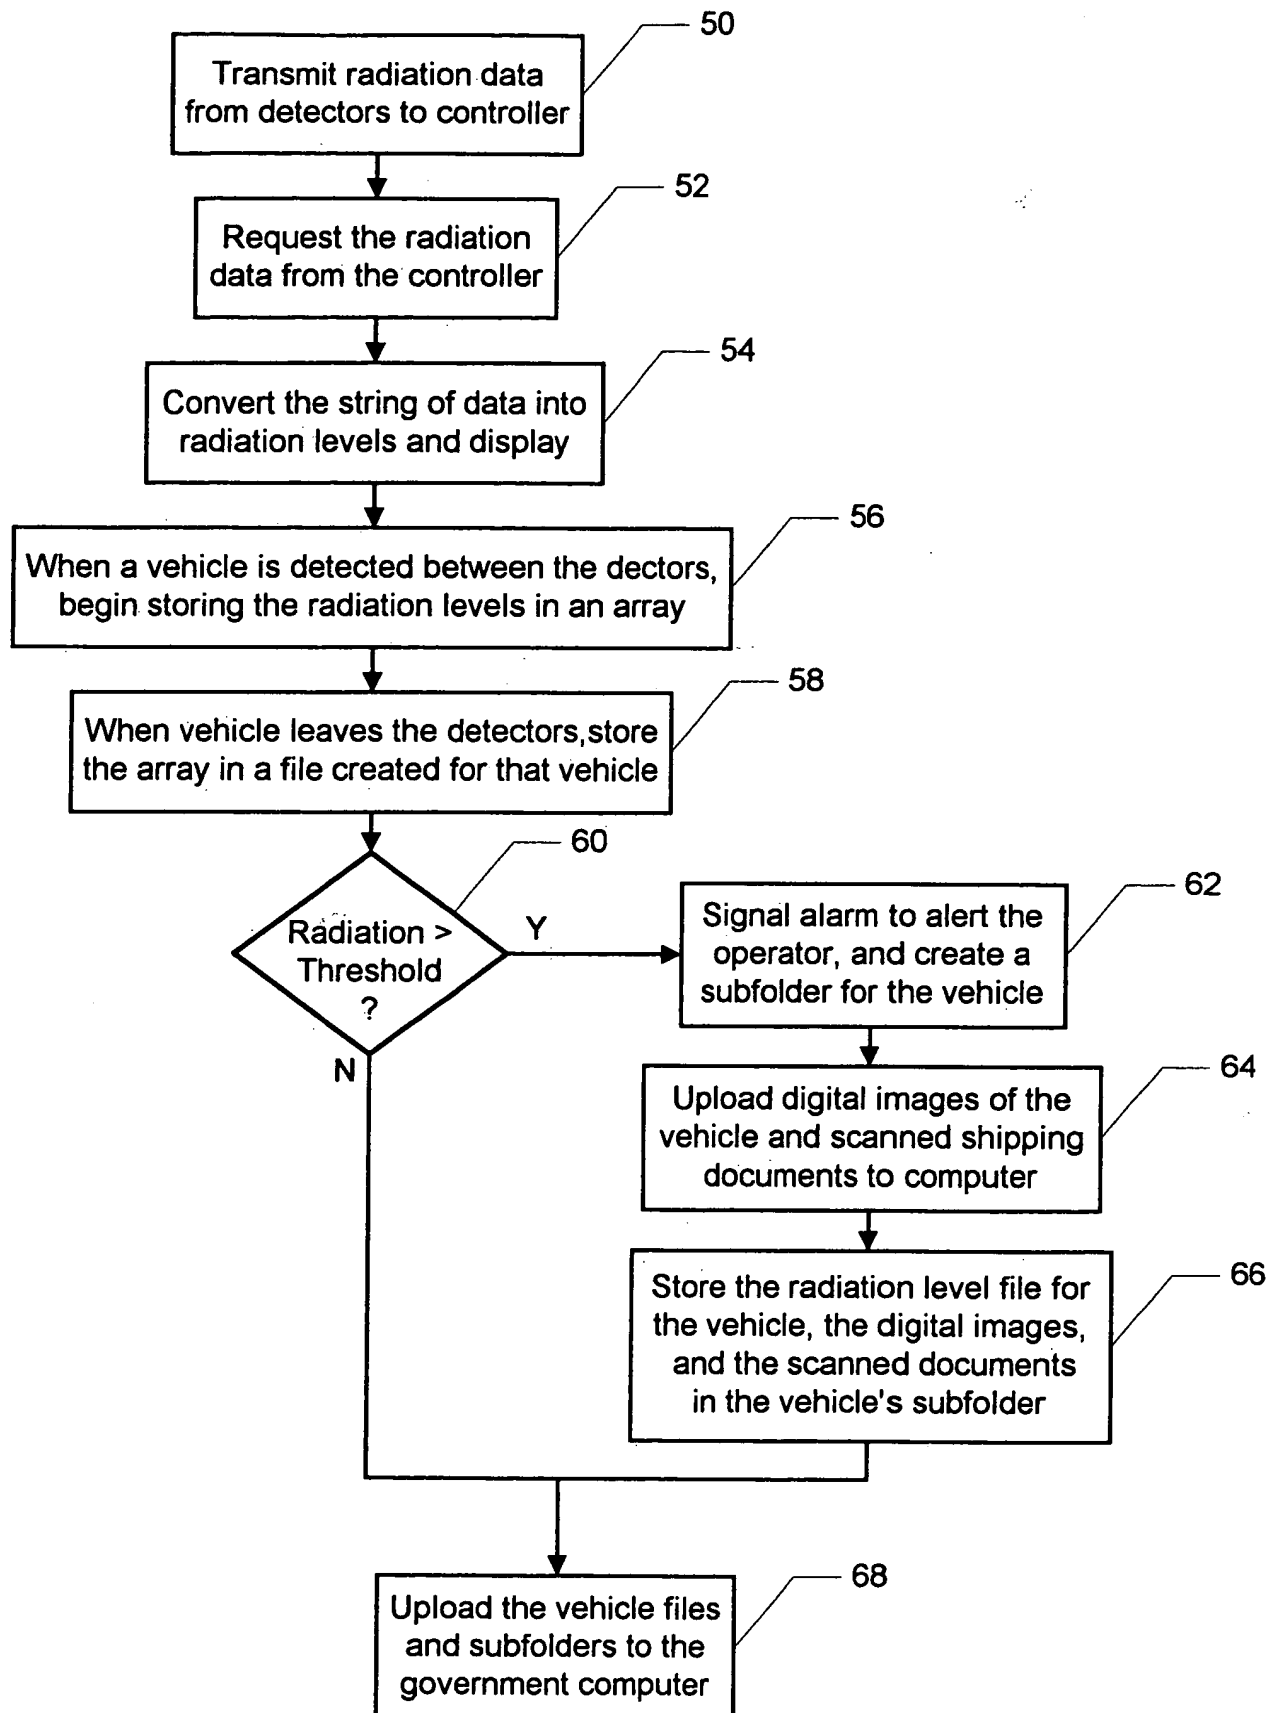 50
Transmit radiation data
from detectors to controller
52
Request the radiation
data from the controller
54
Convert the string of data into
radiation levels and display
56
When a vehicle is detected between the dectors,
begin storing the radiation levels in an array
58
When vehicle leaves the detectors,store
the array in a file created for that vehicle
60
Radiation >
Threshold
?
Y
N
62
Signal alarm to alert the
operator, and create a
subfolder for the vehicle
64
Upload digital images of the
vehicle and scanned shipping
documents to computer
66
Store the radiation level file for
the vehicle, the digital images,
and the scanned documents
in the vehicle's subfolder
68
Upload the vehicle files
and subfolders to the
government computer